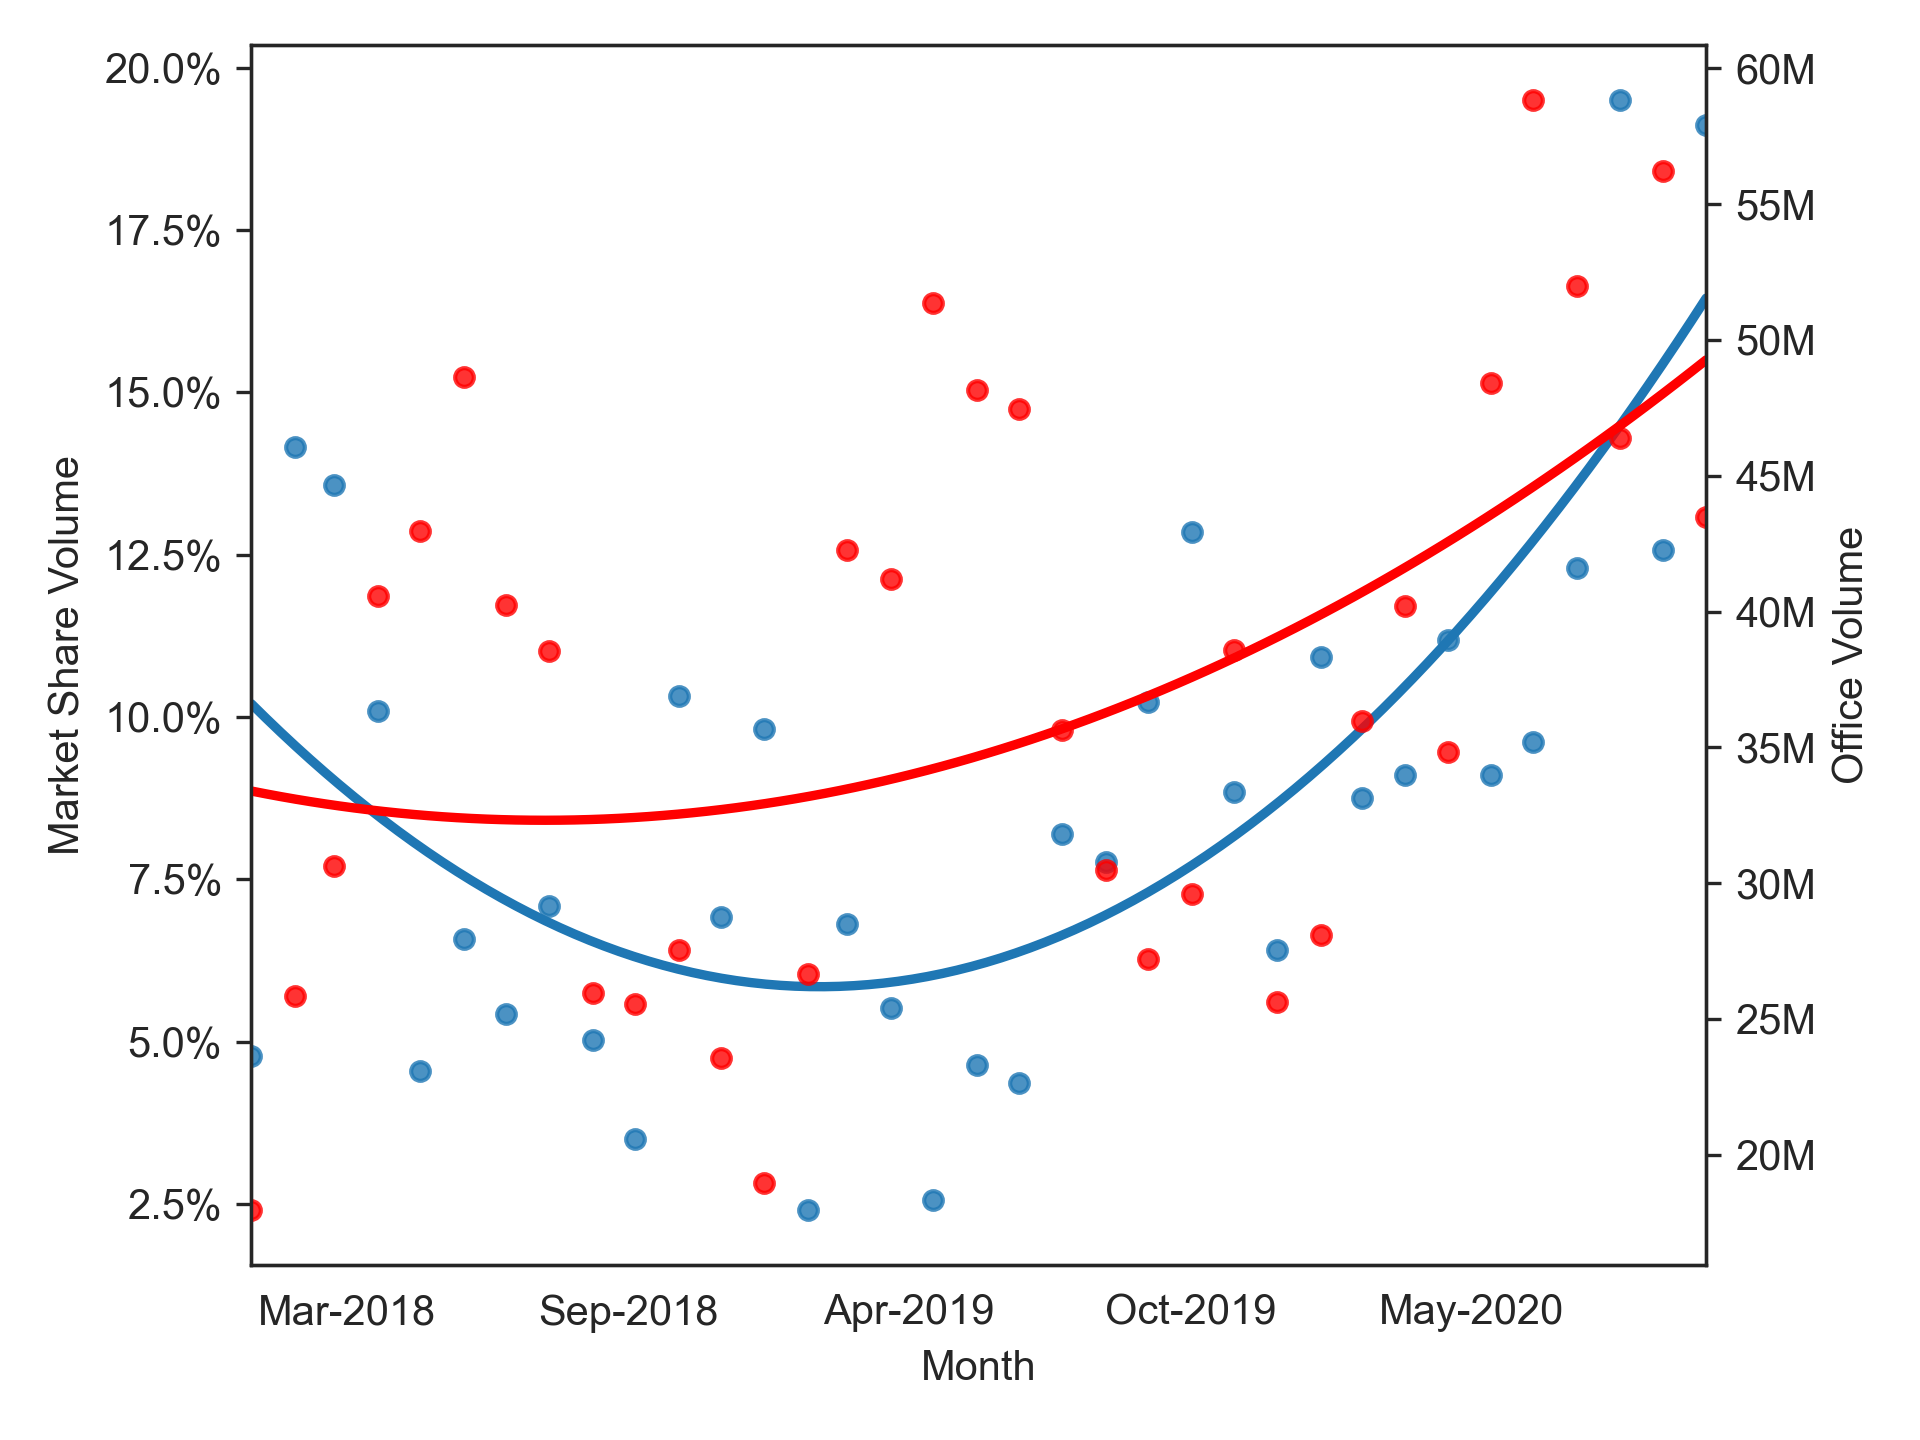 20.0%
17.5%
15.0%
12.5%
10.0%
7.5%
5.0%
2.5%
Market Share Volume
60M
55M
50M
45M
40M
35M
30M
25M
20M
Office Volume
Mar-2018 Sep-2018 Apr-2019 Oct-2019 May-2020
Month